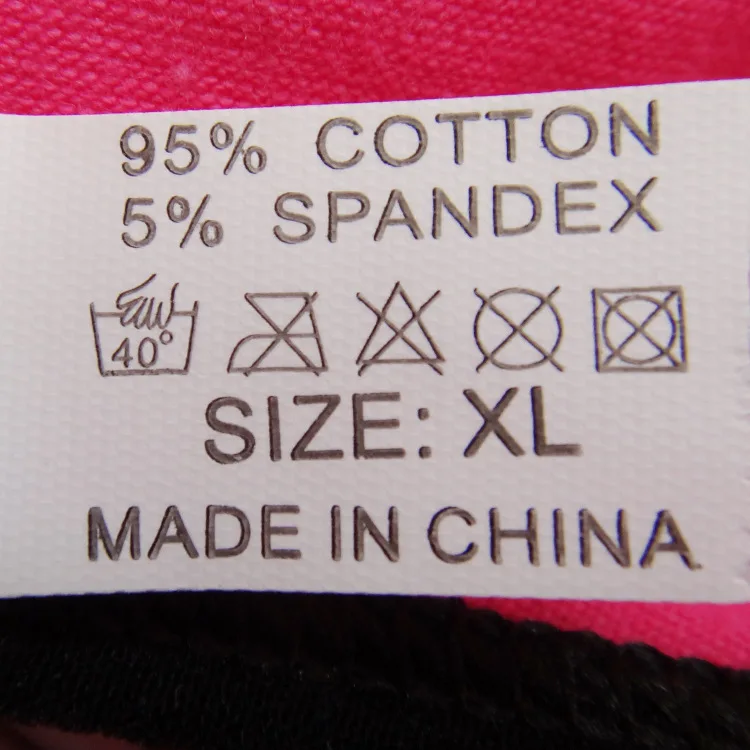 95% COTTON
5% SPANDEX
40°
SIZE: XL
MADE IN CHINA